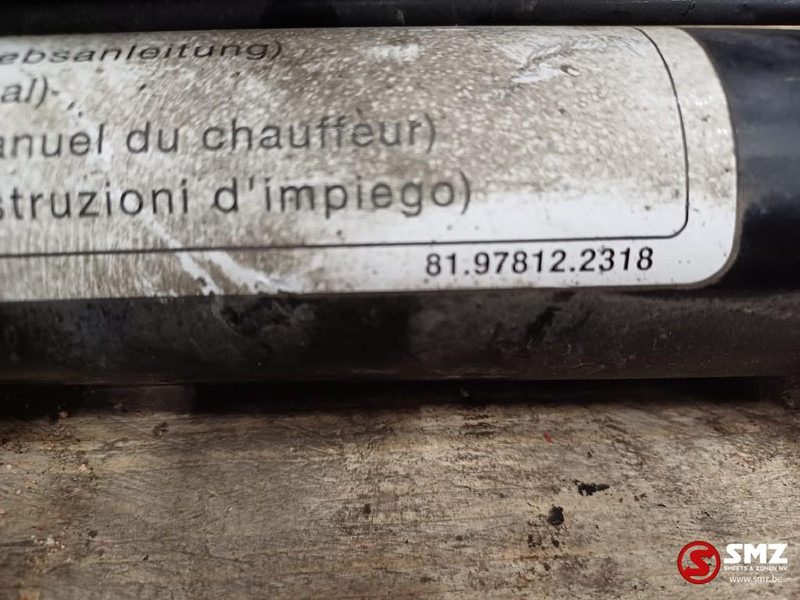 ebsanleitung)
al)
anuel du chauffeur)
struzioni d'impiego)
81.97812.2318
S SMZ
SMEETS & ZONEN NV
www.smz.be